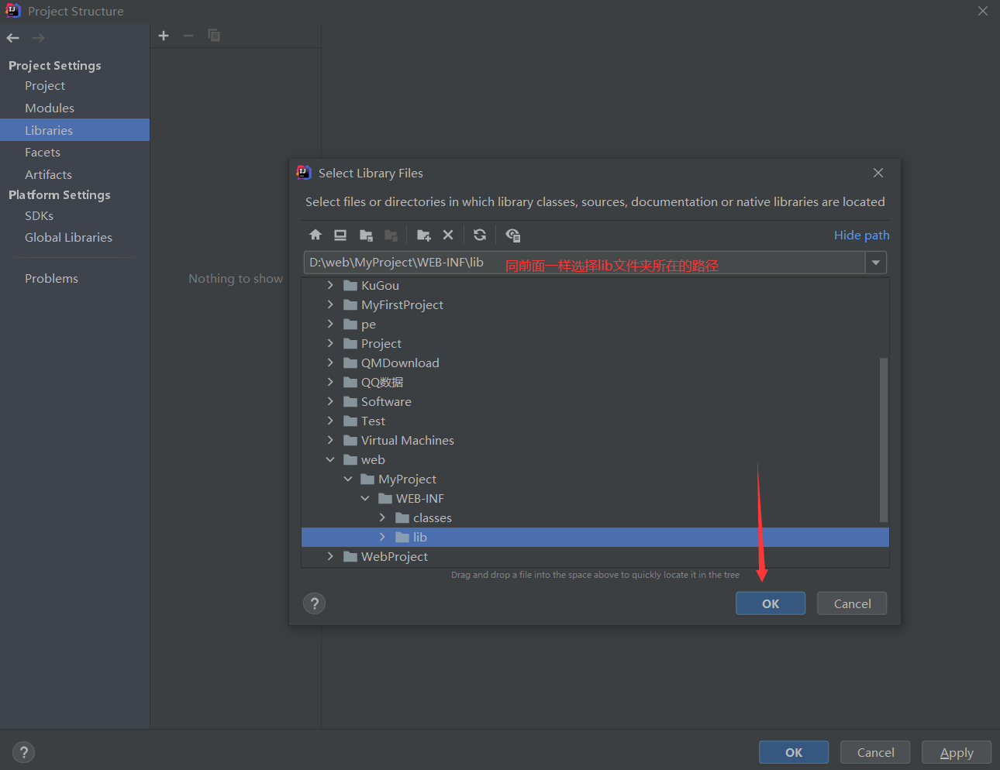 Project Structure
Project Settings
Project
Modules
Libraries
Facets
Artifacts
Platform Settings
SDKs
Global Libraries
Problems
Nothing to show
Select Library Files
Select files or directories in which library classes, sources, documentation or native libraries are located
Hide path
D:\web\MyProject\WEB-INF\lib
同前面一样选择lib文件夹所在的路径
KuGou
MyFirstProject
pe
Project
QMDownload
QQ数据
Software
Test
Virtual Machines
web
MyProject
WEB-INF
classes
lib
WebProject
Drag and drop a file into the space above to quickly locate it in the tree
? OK Cancel
? OK Cancel Apply